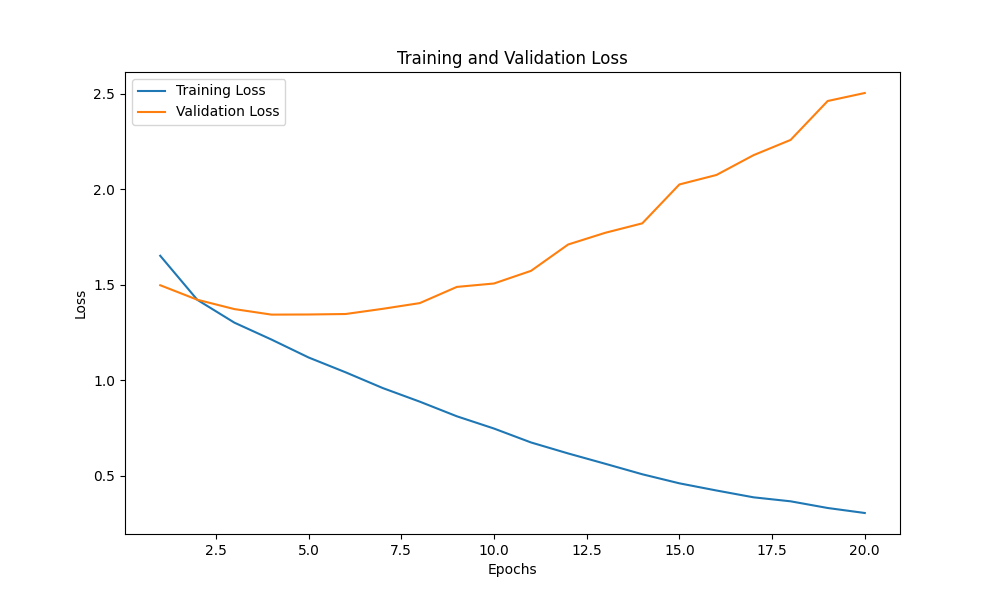 Training and Validation Loss
Training Loss
Validation Loss
2.5
2.0
1.5
1.0
0.5
Loss
2.5 5.0 7.5 10.0 12.5 15.0 17.5 20.0
Epochs